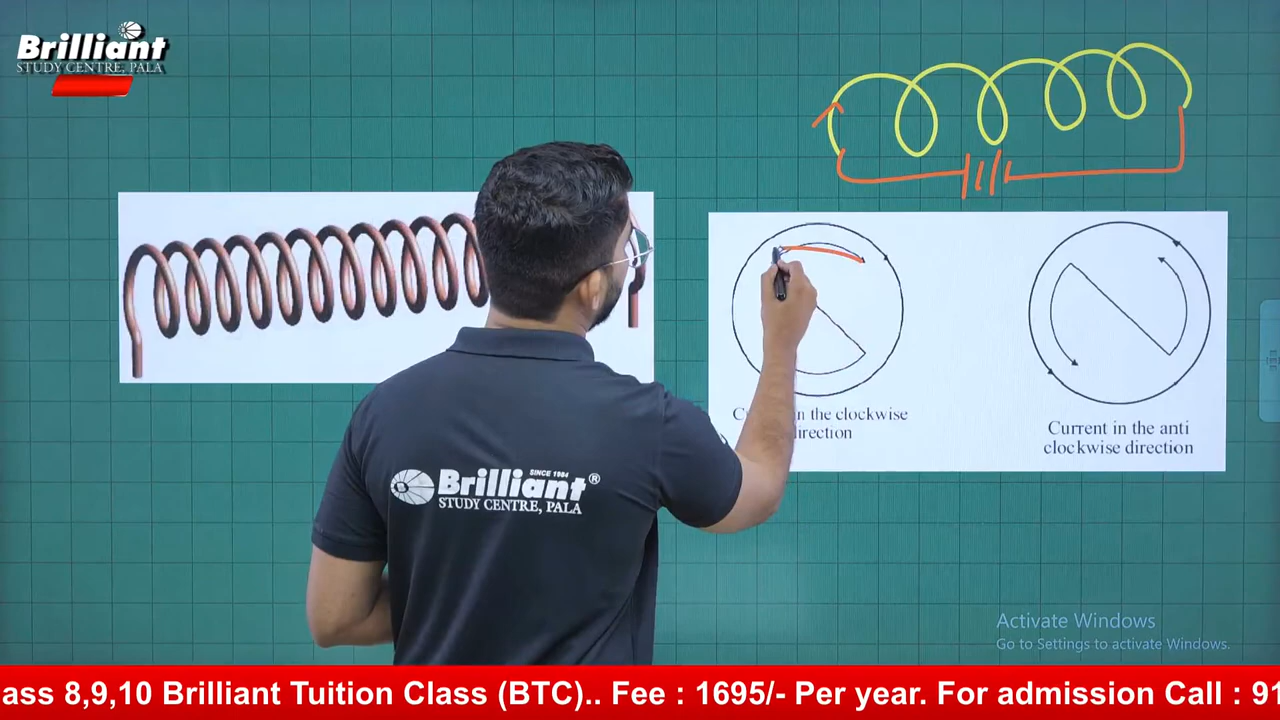 Brilliant
STUDY CENTRE, PALA
in the clockwise
direction
Current in the anti
clockwise direction
SINCE 1984
Brilliant®
STUDY CENTRE, PALA
Activate Windows
Go to Settings to activate Windows.
ass 8,9,10 Brilliant Tuition Class (BTC).. Fee : 1695/- Per year. For admission Call : 91